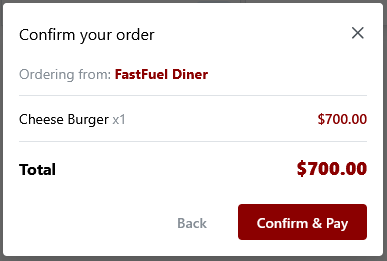 Confirm your order
Ordering from: FastFuel Diner
Cheese Burger x1 $700.00
Total $700.00
Back Confirm & Pay